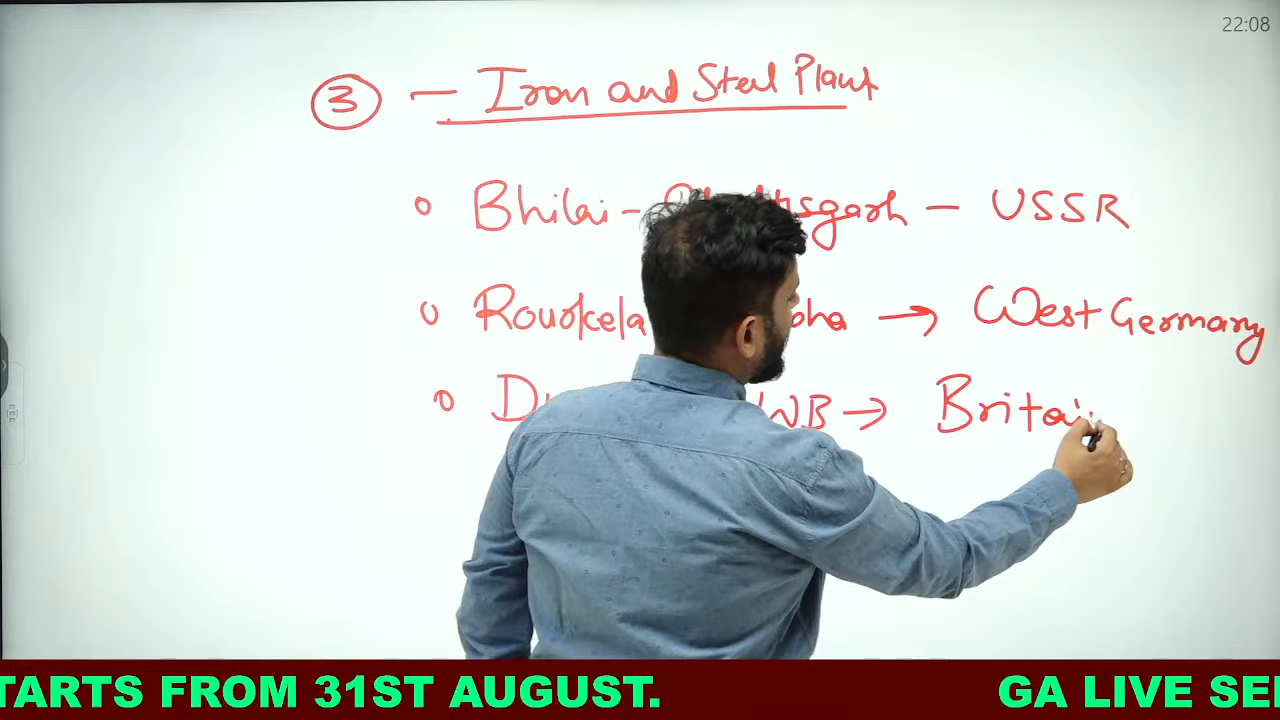 22:08
3 - Iron and Steel Plant
Bhilai - - USSR
Rourkela → West Germany
WB → Britai
TARTS FROM 31ST AUGUST. GA LIVE SE